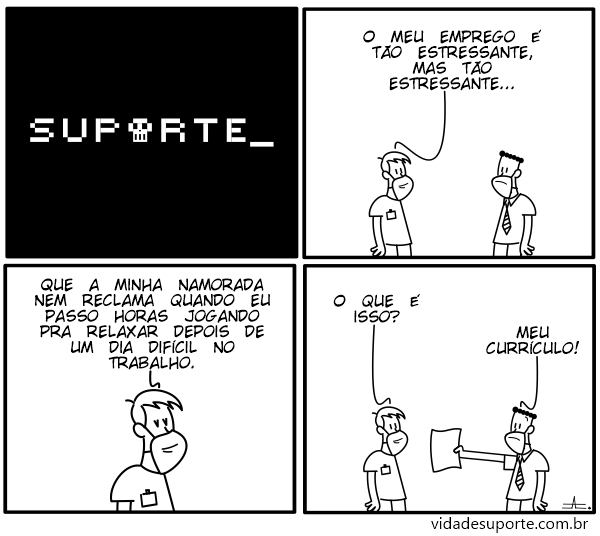 SUPORTE_
O MEU EMPREGO É
TÃO ESTRESSANTE,
MAS TÃO
ESTRESSANTE...
QUE A MINHA NAMORADA
NEM RECLAMA QUANDO EU
PASSO HORAS JOGANDO
PRA RELAXAR DEPOIS DE
UM DIA DIFÍCIL NO
TRABALHO.
O QUE É
ISSO?
MEU
CURRÍCULO!
vidadesuporte.com.br